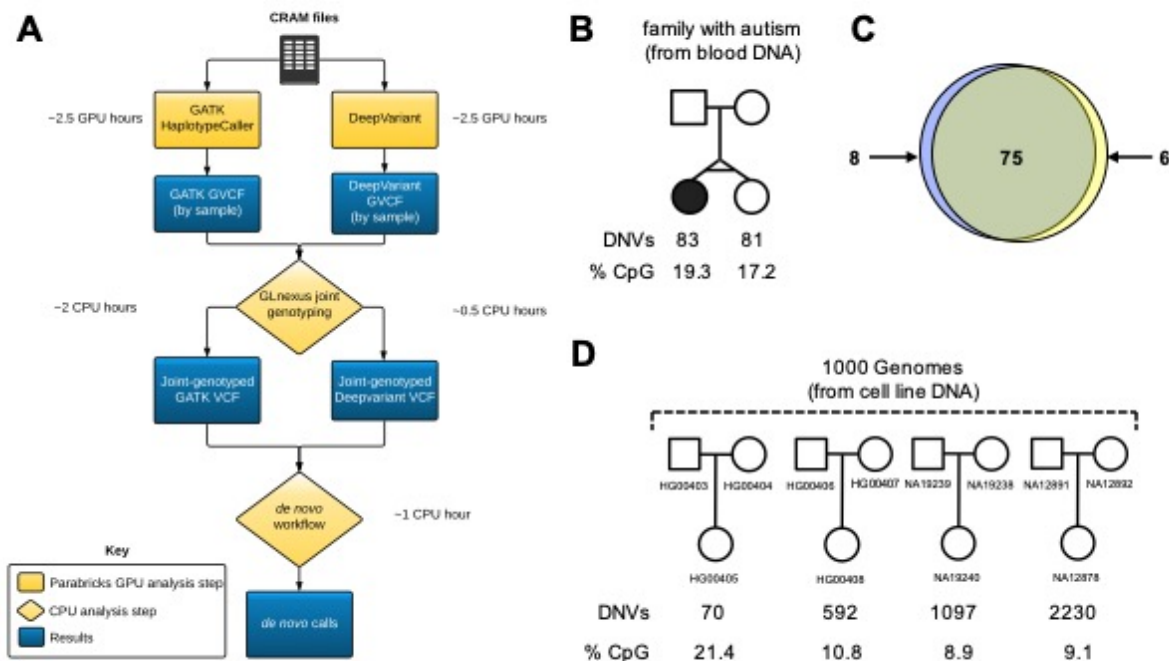 A
CRAM files
GATK
HaplotypeCaller
DeepVariant
~2.5 GPU hours
~2.5 GPU hours
GATK GVCF
(by sample)
DeepVariant
GVCF
(by sample)
GLnexus joint
genotyping
~2 CPU hours
~0.5 CPU hours
Joint-genotyped
GATK VCF
Joint-genotyped
Deepvariant VCF
de novo
workflow
~1 CPU hour
de novo calls
Key
Parabricks GPU analysis step
CPU analysis step
Results
B
family with autism
(from blood DNA)
DNVs 83 81
% CpG 19.3 17.2
C
8 75 6
D
1000 Genomes
(from cell line DNA)
HG00403 HG00404 HG00406 HG00407 NA19239 NA19238 NA12891 NA12892
HG00405 HG00408 NA19240 NA12878
DNVs 70 592 1097 2230
% CpG 21.4 10.8 8.9 9.1